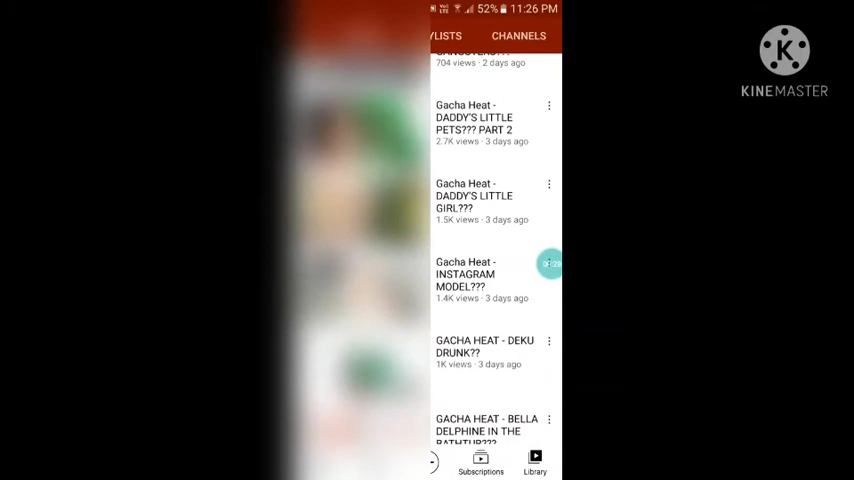 52% 11:26 PM
YLISTS CHANNELS
704 views · 2 days ago
Gacha Heat -
DADDY'S LITTLE
PETS??? PART 2
2.7K views · 3 days ago
Gacha Heat -
DADDY'S LITTLE
GIRL???
1.5K views · 3 days ago
Gacha Heat -
INSTAGRAM
MODEL???
1.4K views · 3 days ago
GACHA HEAT - DEKU
DRUNK??
1K views · 3 days ago
GACHA HEAT - BELLA
DELPHINE IN THE
BATHTUB???
Subscriptions Library
K
KINEMASTER